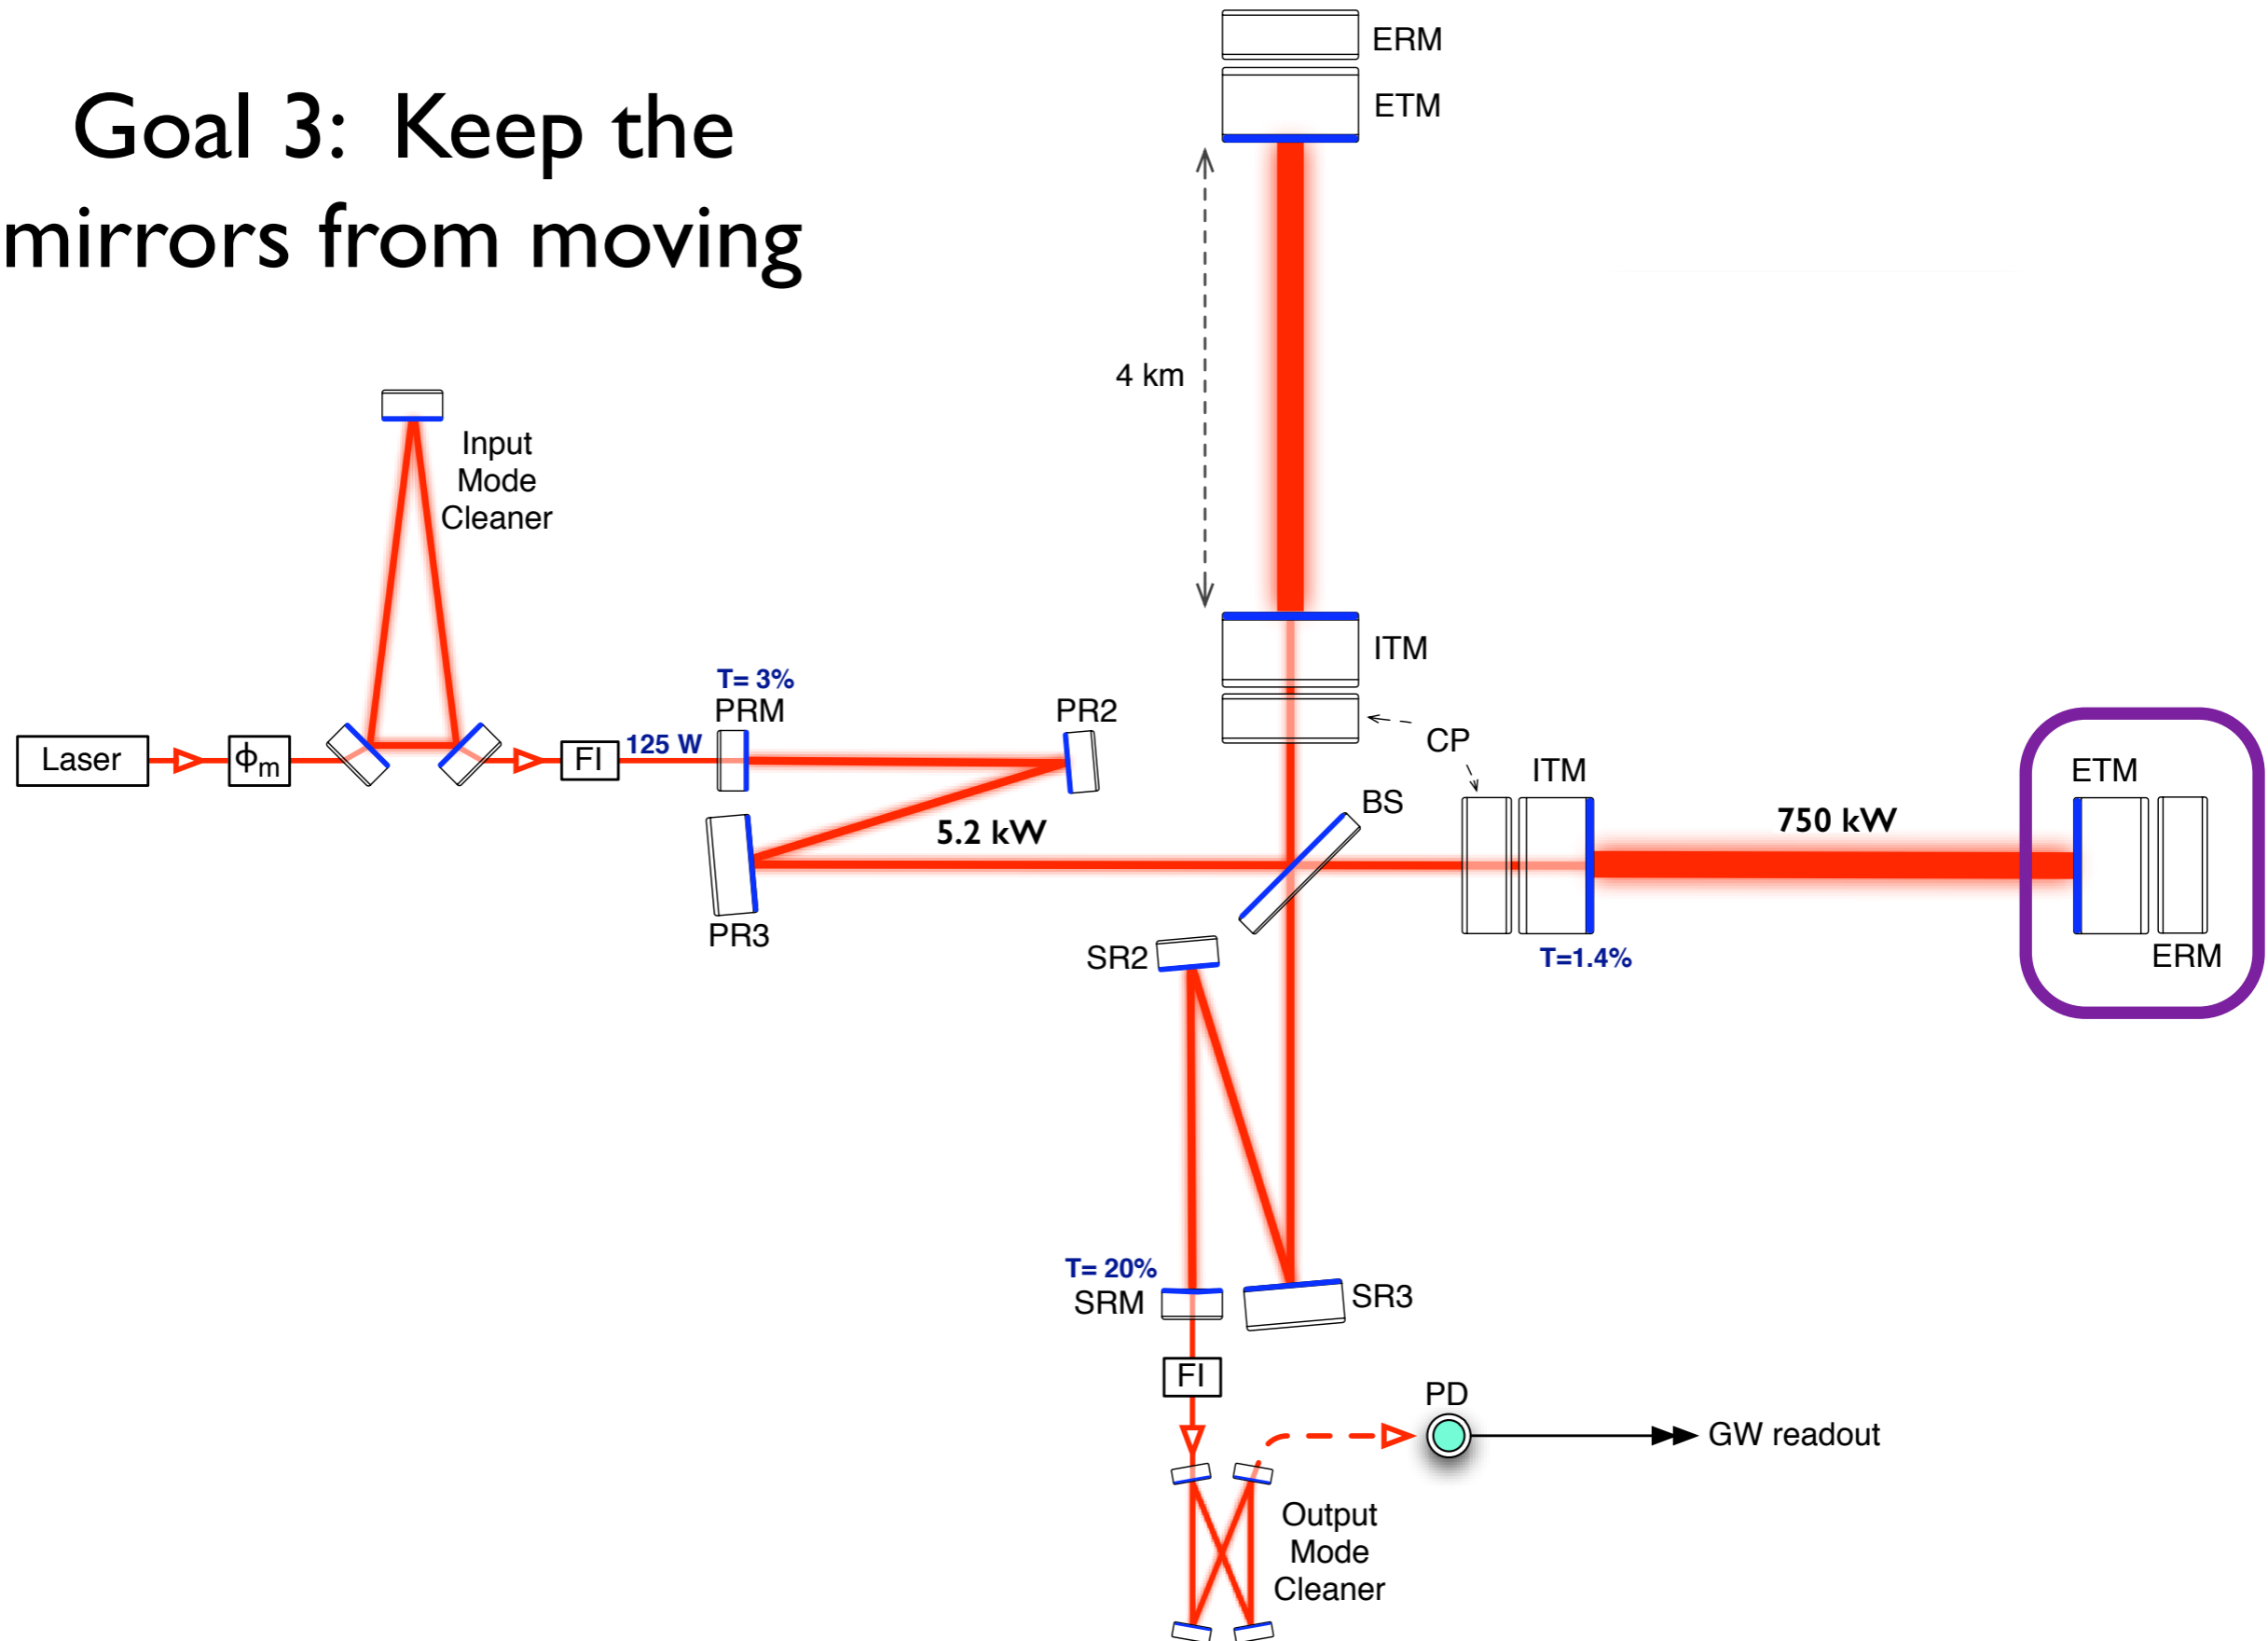 Goal 3: Keep the
mirrors from moving
ERM
ETM
4 km
Input
Mode
Cleaner
ITM
T= 3%
PRM
PR2
CP
Laser
ϕm
FI
125 W
ITM
ETM
BS
5.2 kW
750 kW
PR3
SR2
T=1.4%
ERM
T= 20%
SRM
SR3
FI
PD
GW readout
Output
Mode
Cleaner